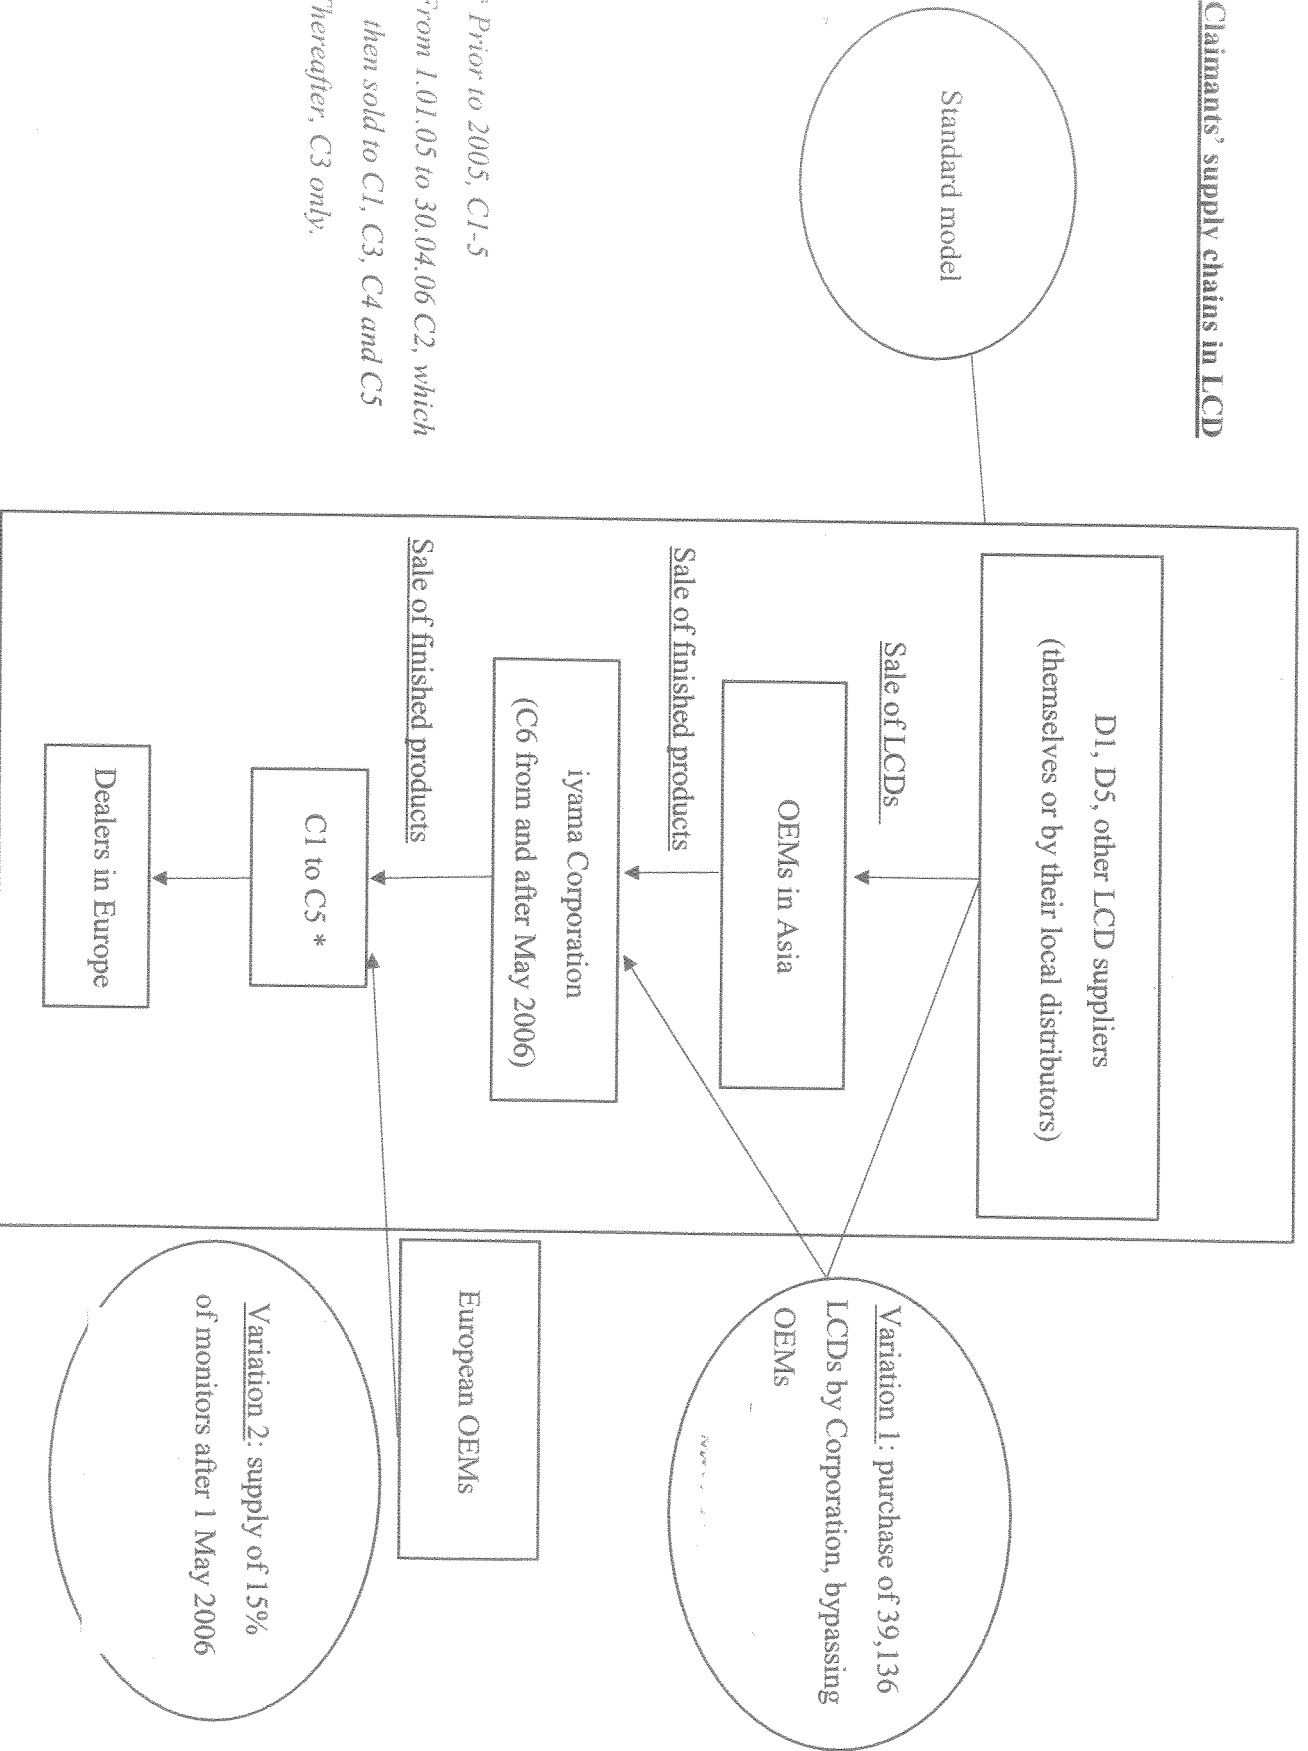 Claimants' supply chains in LCD
Standard model
D1, D5, other LCD suppliers
(themselves or by their local distributors)
Sale of LCDs
OEMs in Asia
Sale of finished products
iyama Corporation
(C6 from and after May 2006)
Sale of finished products
C1 to C5 *
Dealers in Europe
Variation 1: purchase of 39,136
LCDs by Corporation, bypassing
OEMs
European OEMs
Variation 2: supply of 15%
of monitors after 1 May 2006
* Prior to 2005, C1-5
From 1.01.05 to 30.04.06 C2, which
then sold to C1, C3, C4 and C5
Thereafter, C3 only.